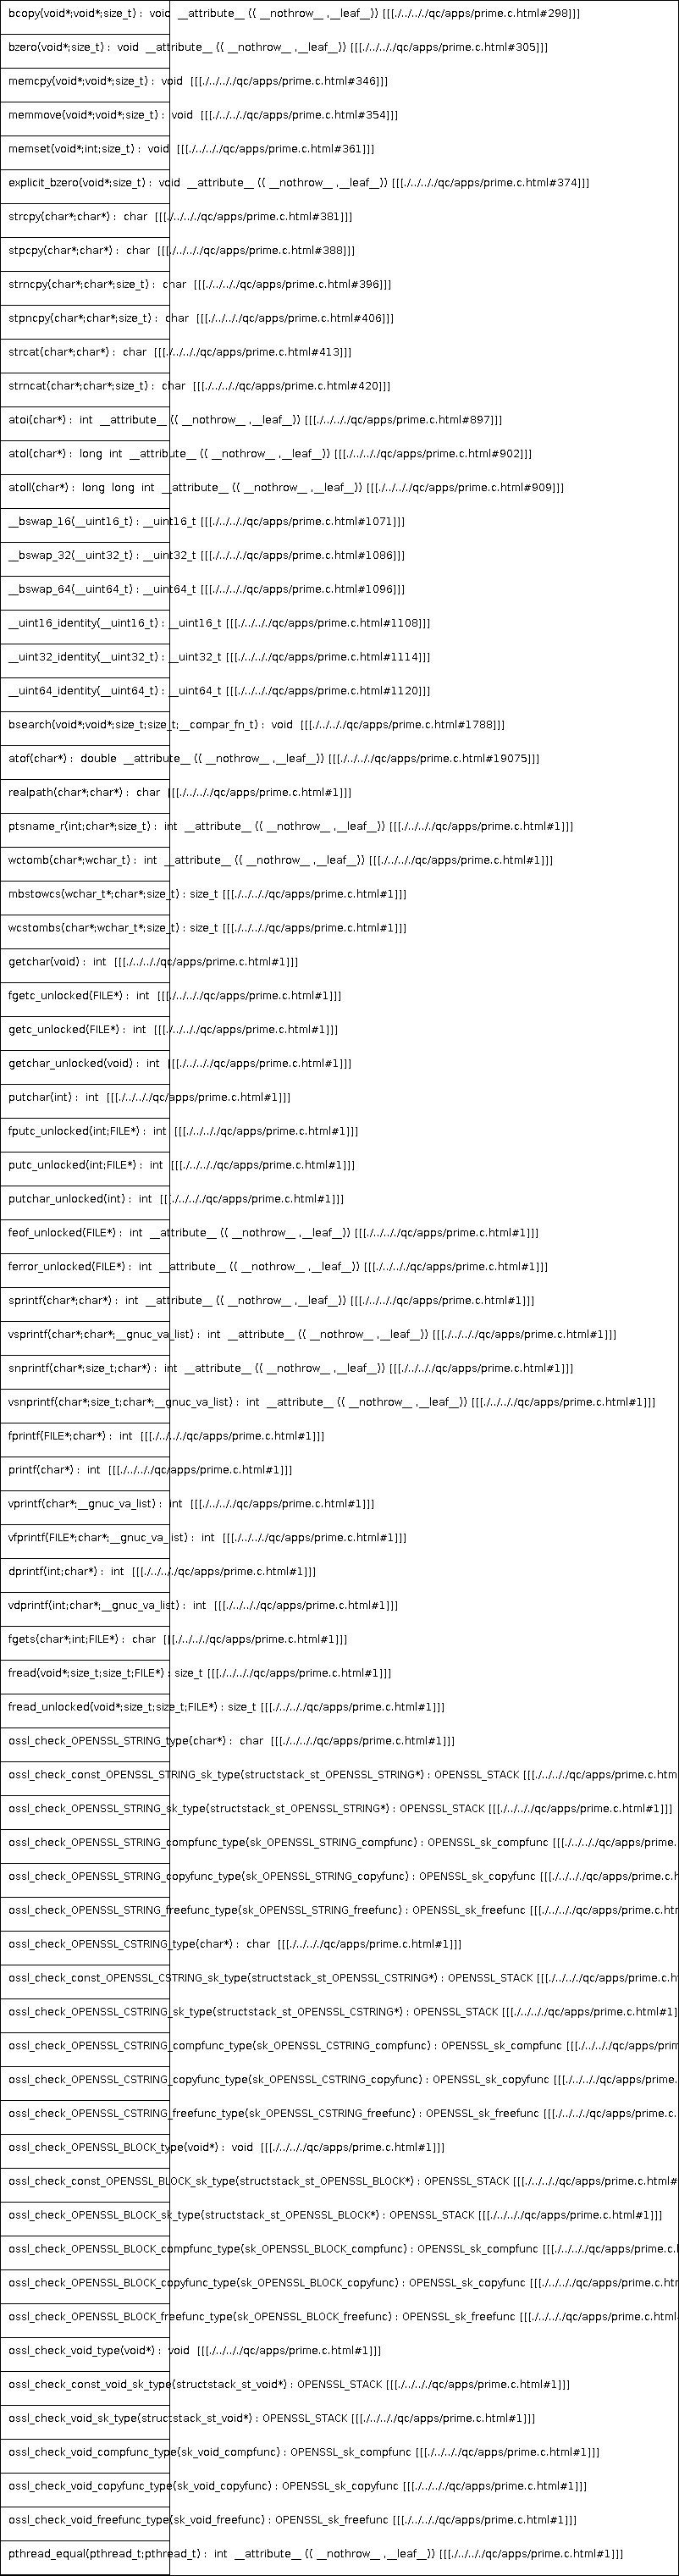 bcopy(void*;void*;size_t) : void __attribute__ (( __nothrow__ ,__leaf__)) [[[./../.././qc/apps/prime.c.html#298]]]
bzero(void*;size_t) : void __attribute__ (( __nothrow__ ,__leaf__)) [[[./../.././qc/apps/prime.c.html#305]]]
memcpy(void*;void*;size_t) : void [[[./../.././qc/apps/prime.c.html#346]]]
memmove(void*;void*;size_t) : void [[[./../.././qc/apps/prime.c.html#354]]]
memset(void*;int;size_t) : void [[[./../.././qc/apps/prime.c.html#361]]]
explicit_bzero(void*;size_t) : void __attribute__ (( __nothrow__ ,__leaf__)) [[[./../.././qc/apps/prime.c.html#374]]]
strcpy(char*;char*) : char [[[./../.././qc/apps/prime.c.html#381]]]
stpcpy(char*;char*) : char [[[./../.././qc/apps/prime.c.html#388]]]
strncpy(char*;char*;size_t) : char [[[./../.././qc/apps/prime.c.html#396]]]
stpncpy(char*;char*;size_t) : char [[[./../.././qc/apps/prime.c.html#406]]]
strcat(char*;char*) : char [[[./../.././qc/apps/prime.c.html#413]]]
strncat(char*;char*;size_t) : char [[[./../.././qc/apps/prime.c.html#420]]]
atoi(char*) : int __attribute__ (( __nothrow__ ,__leaf__)) [[[./../.././qc/apps/prime.c.html#897]]]
atol(char*) : long int __attribute__ (( __nothrow__ ,__leaf__)) [[[./../.././qc/apps/prime.c.html#902]]]
atoll(char*) : long long int __attribute__ (( __nothrow__ ,__leaf__)) [[[./../.././qc/apps/prime.c.html#909]]]
__bswap_16(__uint16_t) : __uint16_t [[[./../.././qc/apps/prime.c.html#1071]]]
__bswap_32(__uint32_t) : __uint32_t [[[./../.././qc/apps/prime.c.html#1086]]]
__bswap_64(__uint64_t) : __uint64_t [[[./../.././qc/apps/prime.c.html#1096]]]
__uint16_identity(__uint16_t) : __uint16_t [[[./../.././qc/apps/prime.c.html#1108]]]
__uint32_identity(__uint32_t) : __uint32_t [[[./../.././qc/apps/prime.c.html#1114]]]
__uint64_identity(__uint64_t) : __uint64_t [[[./../.././qc/apps/prime.c.html#1120]]]
bsearch(void*;void*;size_t;size_t;__compar_fn_t) : void [[[./../.././qc/apps/prime.c.html#1788]]]
atof(char*) : double __attribute__ (( __nothrow__ ,__leaf__)) [[[./../.././qc/apps/prime.c.html#19075]]]
realpath(char*;char*) : char [[[./../.././qc/apps/prime.c.html#1]]]
ptsname_r(int;char*;size_t) : int __attribute__ (( __nothrow__ ,__leaf__)) [[[./../.././qc/apps/prime.c.html#1]]]
wctomb(char*;wchar_t) : int __attribute__ (( __nothrow__ ,__leaf__)) [[[./../.././qc/apps/prime.c.html#1]]]
mbstowcs(wchar_t*;char*;size_t) : size_t [[[./../.././qc/apps/prime.c.html#1]]]
wcstombs(char*;wchar_t*;size_t) : size_t [[[./../.././qc/apps/prime.c.html#1]]]
getchar(void) : int [[[./../.././qc/apps/prime.c.html#1]]]
fgetc_unlocked(FILE*) : int [[[./../.././qc/apps/prime.c.html#1]]]
getc_unlocked(FILE*) : int [[[./../.././qc/apps/prime.c.html#1]]]
getchar_unlocked(void) : int [[[./../.././qc/apps/prime.c.html#1]]]
putchar(int) : int [[[./../.././qc/apps/prime.c.html#1]]]
fputc_unlocked(int;FILE*) : int [[[./../.././qc/apps/prime.c.html#1]]]
putc_unlocked(int;FILE*) : int [[[./../.././qc/apps/prime.c.html#1]]]
putchar_unlocked(int) : int [[[./../.././qc/apps/prime.c.html#1]]]
feof_unlocked(FILE*) : int __attribute__ (( __nothrow__ ,__leaf__)) [[[./../.././qc/apps/prime.c.html#1]]]
ferror_unlocked(FILE*) : int __attribute__ (( __nothrow__ ,__leaf__)) [[[./../.././qc/apps/prime.c.html#1]]]
sprintf(char*;char*) : int __attribute__ (( __nothrow__ ,__leaf__)) [[[./../.././qc/apps/prime.c.html#1]]]
vsprintf(char*;char*;__gnuc_va_list) : int __attribute__ (( __nothrow__ ,__leaf__)) [[[./../.././qc/apps/prime.c.html#1]]]
snprintf(char*;size_t;char*) : int __attribute__ (( __nothrow__ ,__leaf__)) [[[./../.././qc/apps/prime.c.html#1]]]
vsnprintf(char*;size_t;char*;__gnuc_va_list) : int __attribute__ (( __nothrow__ ,__leaf__)) [[[./../.././qc/apps/prime.c.html#1]]]
fprintf(FILE*;char*) : int [[[./../.././qc/apps/prime.c.html#1]]]
printf(char*) : int [[[./../.././qc/apps/prime.c.html#1]]]
vprintf(char*;__gnuc_va_list) : int [[[./../.././qc/apps/prime.c.html#1]]]
vfprintf(FILE*;char*;__gnuc_va_list) : int [[[./../.././qc/apps/prime.c.html#1]]]
dprintf(int;char*) : int [[[./../.././qc/apps/prime.c.html#1]]]
vdprintf(int;char*;__gnuc_va_list) : int [[[./../.././qc/apps/prime.c.html#1]]]
fgets(char*;int;FILE*) : char [[[./../.././qc/apps/prime.c.html#1]]]
fread(void*;size_t;size_t;FILE*) : size_t [[[./../.././qc/apps/prime.c.html#1]]]
fread_unlocked(void*;size_t;size_t;FILE*) : size_t [[[./../.././qc/apps/prime.c.html#1]]]
ossl_check_OPENSSL_STRING_type(char*) : char [[[./../.././qc/apps/prime.c.html#1]]]
ossl_check_const_OPENSSL_STRING_sk_type(structstack_st_OPENSSL_STRING*) : OPENSSL_STACK [[[./../.././qc/apps/prime.c.htm
ossl_check_OPENSSL_STRING_sk_type(structstack_st_OPENSSL_STRING*) : OPENSSL_STACK [[[./../.././qc/apps/prime.c.html#1]]]
ossl_check_OPENSSL_STRING_compfunc_type(sk_OPENSSL_STRING_compfunc) : OPENSSL_sk_compfunc [[[./../.././qc/apps/prime.
ossl_check_OPENSSL_STRING_copyfunc_type(sk_OPENSSL_STRING_copyfunc) : OPENSSL_sk_copyfunc [[[./../.././qc/apps/prime.c.h
ossl_check_OPENSSL_STRING_freefunc_type(sk_OPENSSL_STRING_freefunc) : OPENSSL_sk_freefunc [[[./../.././qc/apps/prime.c.htm
ossl_check_OPENSSL_CSTRING_type(char*) : char [[[./../.././qc/apps/prime.c.html#1]]]
ossl_check_const_OPENSSL_CSTRING_sk_type(structstack_st_OPENSSL_CSTRING*) : OPENSSL_STACK [[[./../.././qc/apps/prime.c.h
ossl_check_OPENSSL_CSTRING_sk_type(structstack_st_OPENSSL_CSTRING*) : OPENSSL_STACK [[[./../.././qc/apps/prime.c.html#1]
ossl_check_OPENSSL_CSTRING_compfunc_type(sk_OPENSSL_CSTRING_compfunc) : OPENSSL_sk_compfunc [[[./../.././qc/apps/prim
ossl_check_OPENSSL_CSTRING_copyfunc_type(sk_OPENSSL_CSTRING_copyfunc) : OPENSSL_sk_copyfunc [[[./../.././qc/apps/prime.
ossl_check_OPENSSL_CSTRING_freefunc_type(sk_OPENSSL_CSTRING_freefunc) : OPENSSL_sk_freefunc [[[./../.././qc/apps/prime.c.
ossl_check_OPENSSL_BLOCK_type(void*) : void [[[./../.././qc/apps/prime.c.html#1]]]
ossl_check_const_OPENSSL_BLOCK_sk_type(structstack_st_OPENSSL_BLOCK*) : OPENSSL_STACK [[[./../.././qc/apps/prime.c.html#
ossl_check_OPENSSL_BLOCK_sk_type(structstack_st_OPENSSL_BLOCK*) : OPENSSL_STACK [[[./../.././qc/apps/prime.c.html#1]]]
ossl_check_OPENSSL_BLOCK_compfunc_type(sk_OPENSSL_BLOCK_compfunc) : OPENSSL_sk_compfunc [[[./../.././qc/apps/prime.c.
ossl_check_OPENSSL_BLOCK_copyfunc_type(sk_OPENSSL_BLOCK_copyfunc) : OPENSSL_sk_copyfunc [[[./../.././qc/apps/prime.c.htm
ossl_check_OPENSSL_BLOCK_freefunc_type(sk_OPENSSL_BLOCK_freefunc) : OPENSSL_sk_freefunc [[[./../.././qc/apps/prime.c.html
ossl_check_void_type(void*) : void [[[./../.././qc/apps/prime.c.html#1]]]
ossl_check_const_void_sk_type(structstack_st_void*) : OPENSSL_STACK [[[./../.././qc/apps/prime.c.html#1]]]
ossl_check_void_sk_type(structstack_st_void*) : OPENSSL_STACK [[[./../.././qc/apps/prime.c.html#1]]]
ossl_check_void_compfunc_type(sk_void_compfunc) : OPENSSL_sk_compfunc [[[./../.././qc/apps/prime.c.html#1]]]
ossl_check_void_copyfunc_type(sk_void_copyfunc) : OPENSSL_sk_copyfunc [[[./../.././qc/apps/prime.c.html#1]]]
ossl_check_void_freefunc_type(sk_void_freefunc) : OPENSSL_sk_freefunc [[[./../.././qc/apps/prime.c.html#1]]]
pthread_equal(pthread_t;pthread_t) : int __attribute__ (( __nothrow__ ,__leaf__)) [[[./../.././qc/apps/prime.c.html#1]]]